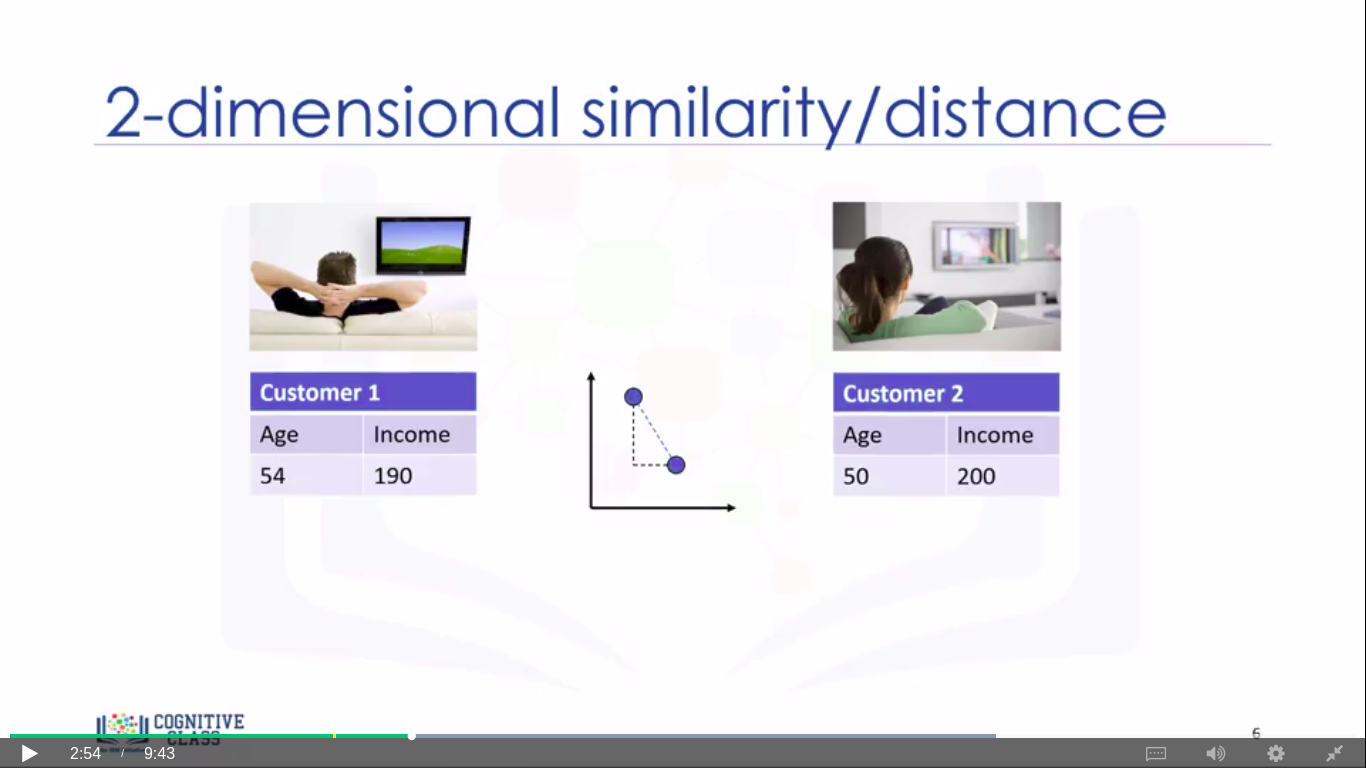 2-dimensional similarity/distance
Customer 1
Age Income
54 190
Customer 2
Age Income
50 200
COGNITIVE
CLASS
6
2:54 / 9:43